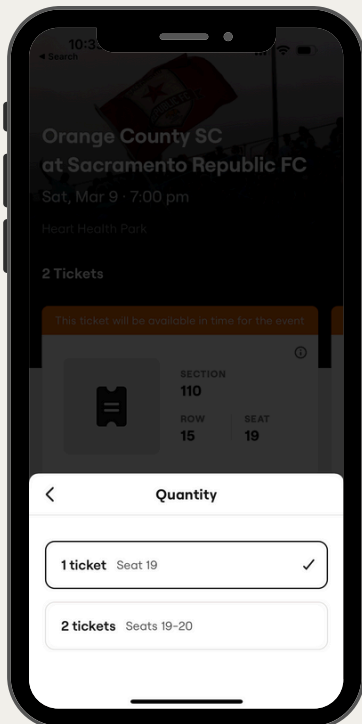 10:33
◂ Search
Orange County SC
at Sacramento Republic FC
Sat, Mar 9 · 7:00 pm
Heart Health Park
2 Tickets
This ticket will be available in time for the event
SECTION
110
ROW SEAT
15 19
Quantity
1 ticket Seat 19
2 tickets Seats 19-20